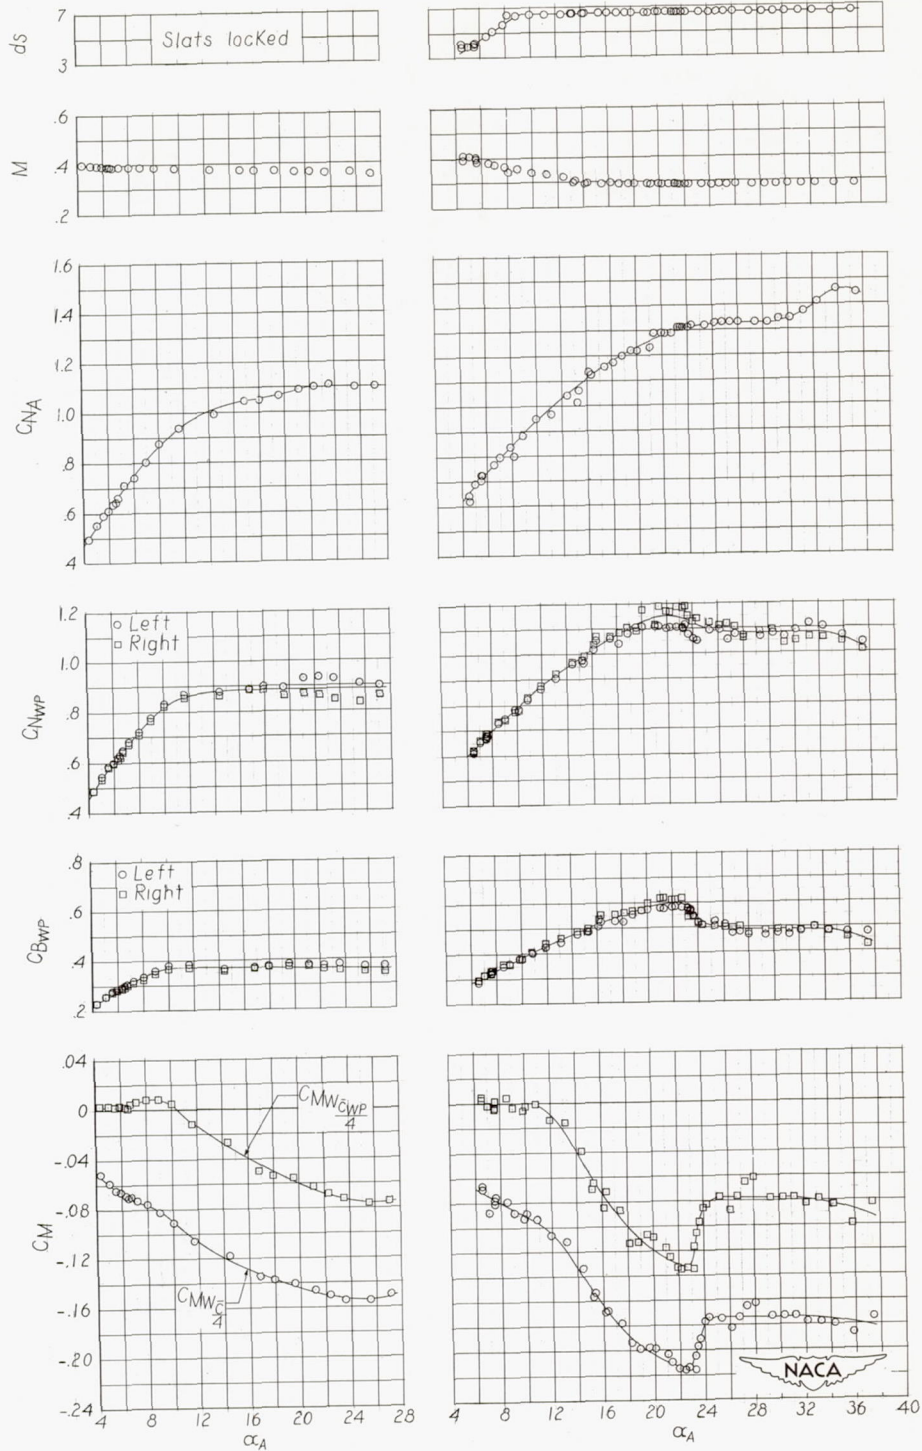 ds
7
3
Slats locked
M
.6
.4
.2
C_NA
1.6
1.4
1.2
1.0
.8
.6
.4
C_NWP
1.2
1.0
.8
.6
.4
○ Left
□ Right
C_BWP
.8
.6
.4
.2
○ Left
□ Right
C_M
.04
0
-.04
-.08
-.12
-.16
-.20
-.24
C_MW c̄WP/4
C_MW c̄/4
4 8 12 16 20 24 28
α_A
4 8 12 16 20 24 28 32 36 40
α_A
NACA